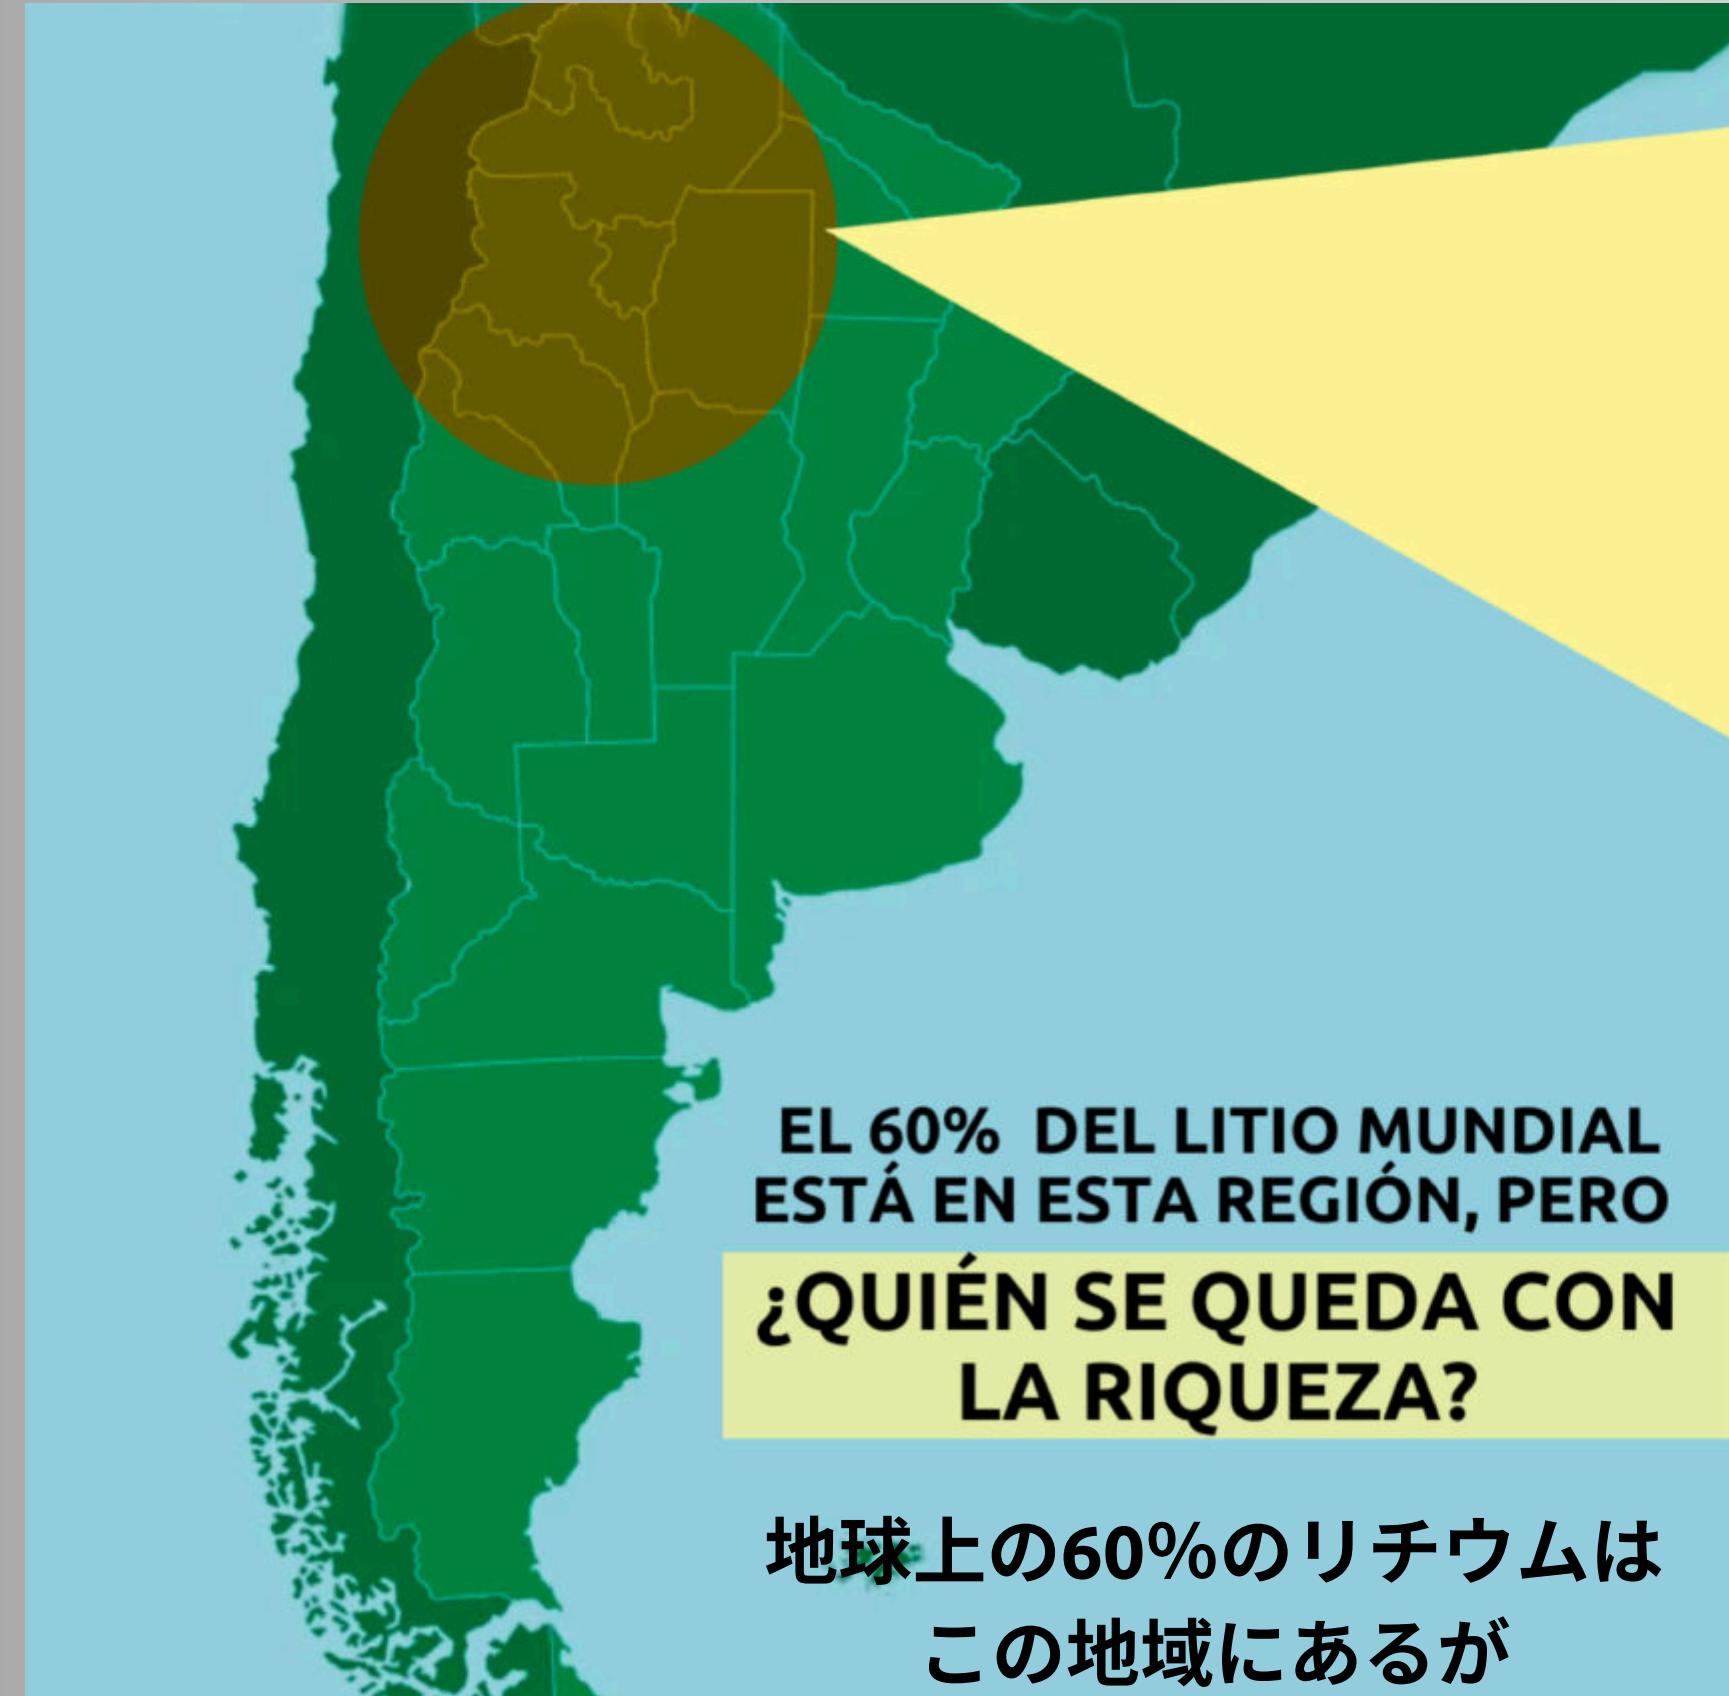 EL 60% DEL LITIO MUNDIAL
ESTÁ EN ESTA REGIÓN, PERO
¿QUIÉN SE QUEDA CON
LA RIQUEZA?
地球上の60%のリチウムは
この地域にあるが